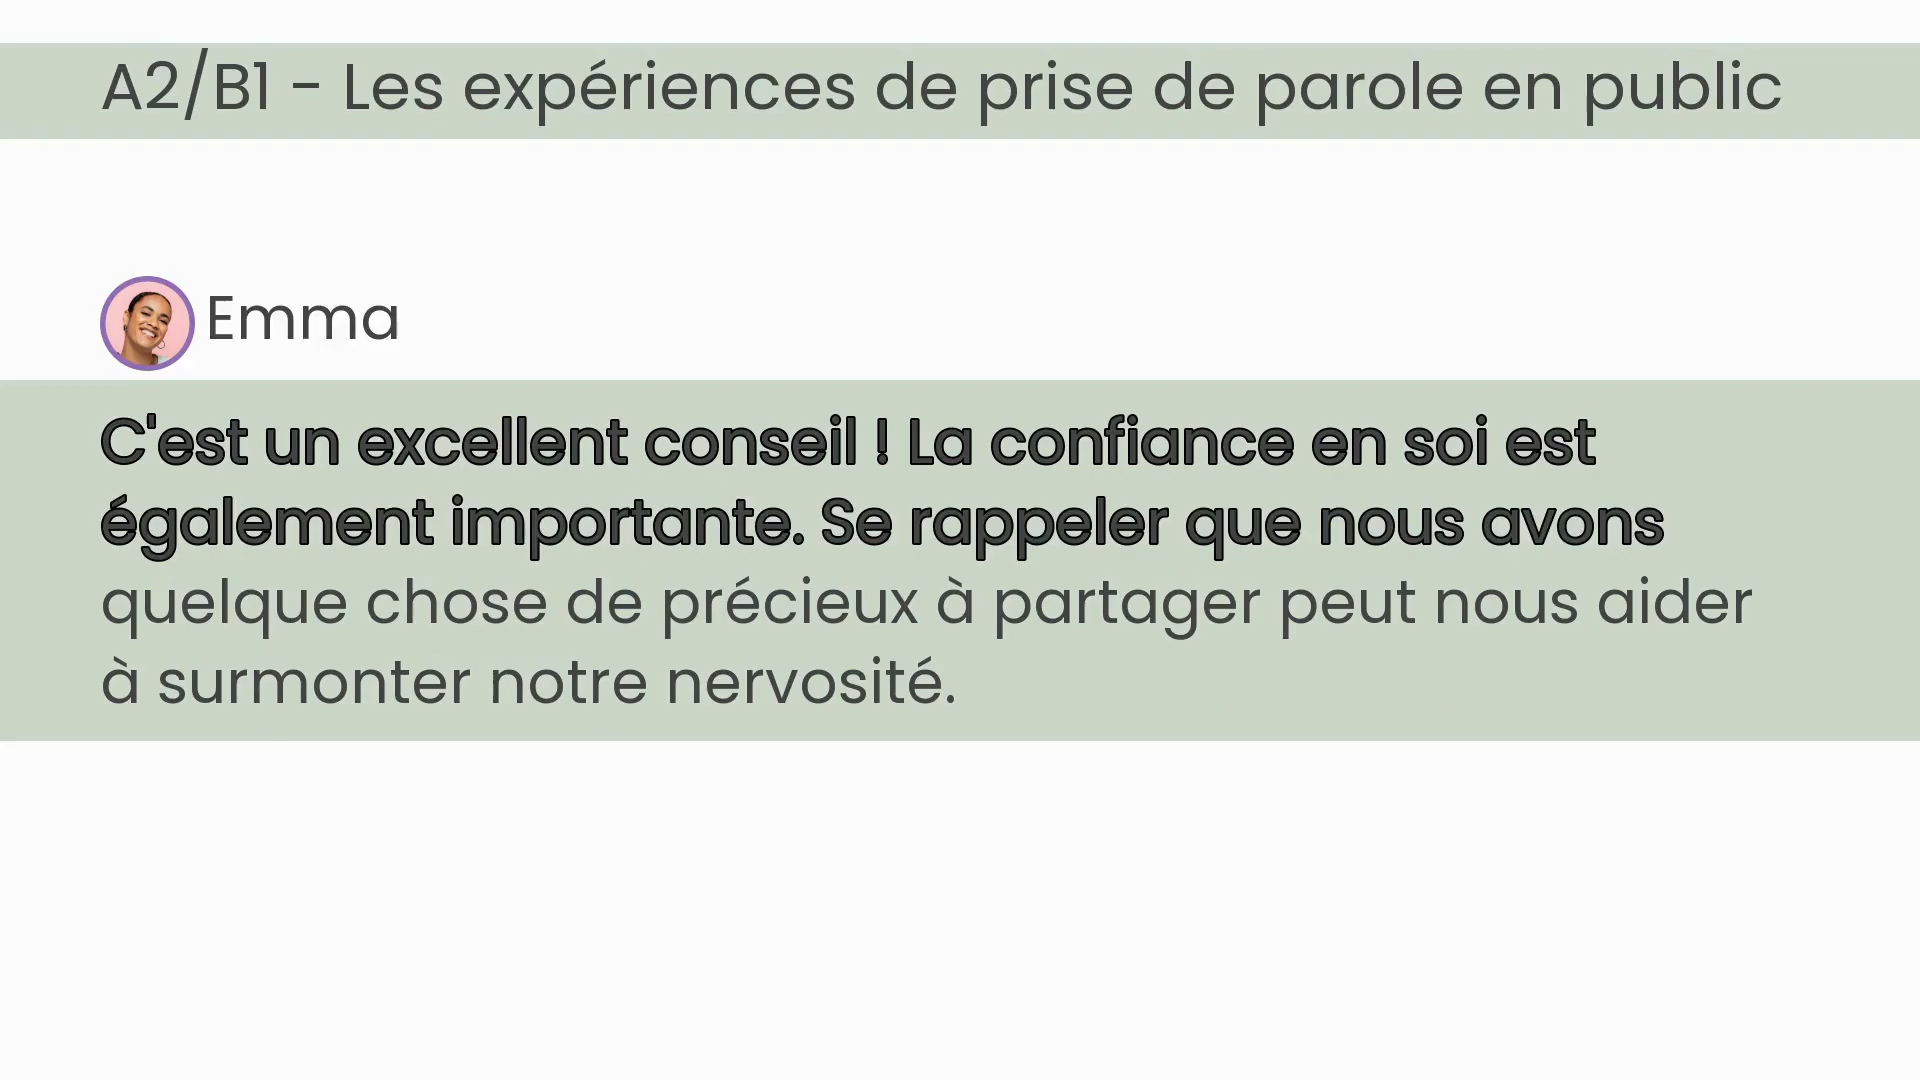 A2/B1 - Les expériences de prise de parole en public
Emma
C'est un excellent conseil ! La confiance en soi est
également importante. Se rappeler que nous avons
quelque chose de précieux à partager peut nous aider
à surmonter notre nervosité.